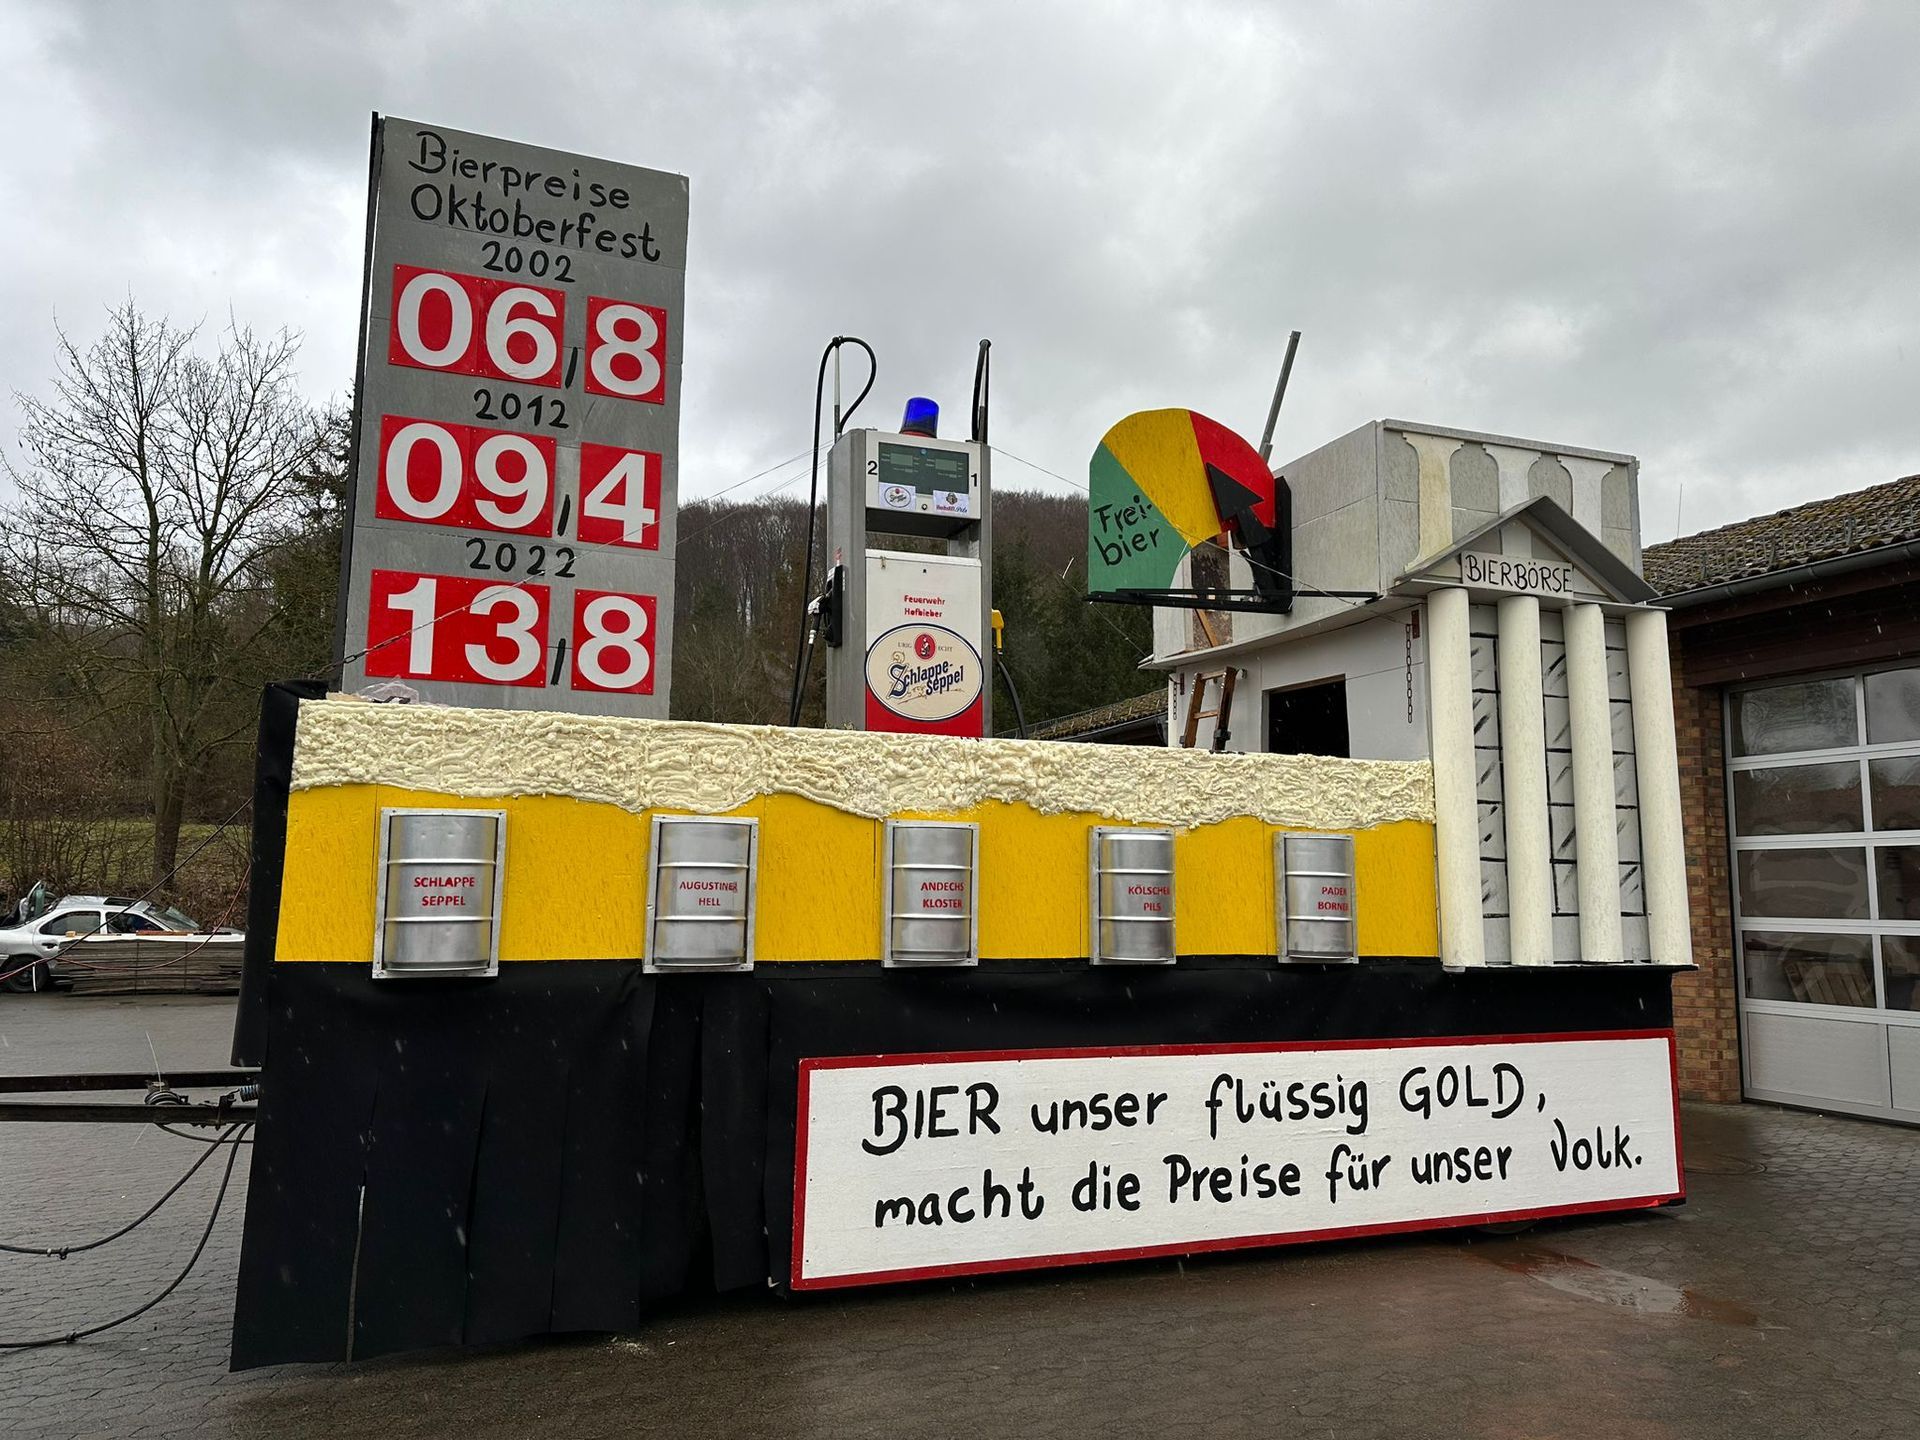 Bierpreise
Oktoberfest
2002
06,8
2012
09,4
2022
13,8
2
1
Feuerwehr
Hofbieber
URIG ECHT
Schlappe-
Seppel
Frei-
bier
BIERBÖRSE
SCHLAPPE
SEPPEL
AUGUSTINER
HELL
ANDECHS
KLOSTER
KÖLSCHES
PILS
PADER
BORNER
BIER unser flüssig GOLD,
macht die Preise für unser Volk.